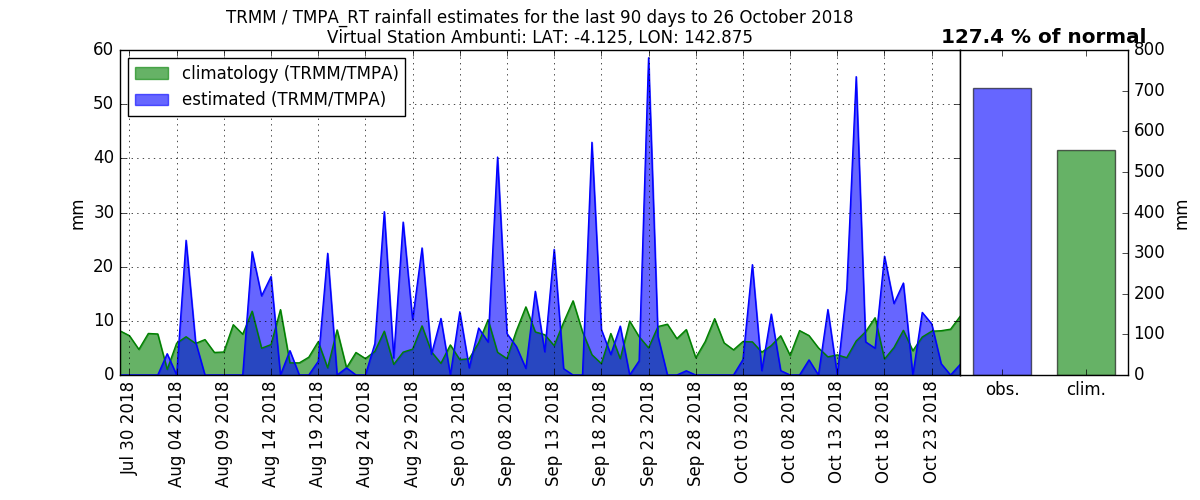 TRMM / TMPA_RT rainfall estimates for the last 90 days to 26 October 2018
Virtual Station Ambunti: LAT: -4.125, LON: 142.875
127.4 % of normal
climatology (TRMM/TMPA)
estimated (TRMM/TMPA)
60
50
40
30
20
10
0
mm
Jul 30 2018
Aug 04 2018
Aug 09 2018
Aug 14 2018
Aug 19 2018
Aug 24 2018
Aug 29 2018
Sep 03 2018
Sep 08 2018
Sep 13 2018
Sep 18 2018
Sep 23 2018
Sep 28 2018
Oct 03 2018
Oct 08 2018
Oct 13 2018
Oct 18 2018
Oct 23 2018
800
700
600
500
400
300
200
100
0
mm
obs.
clim.